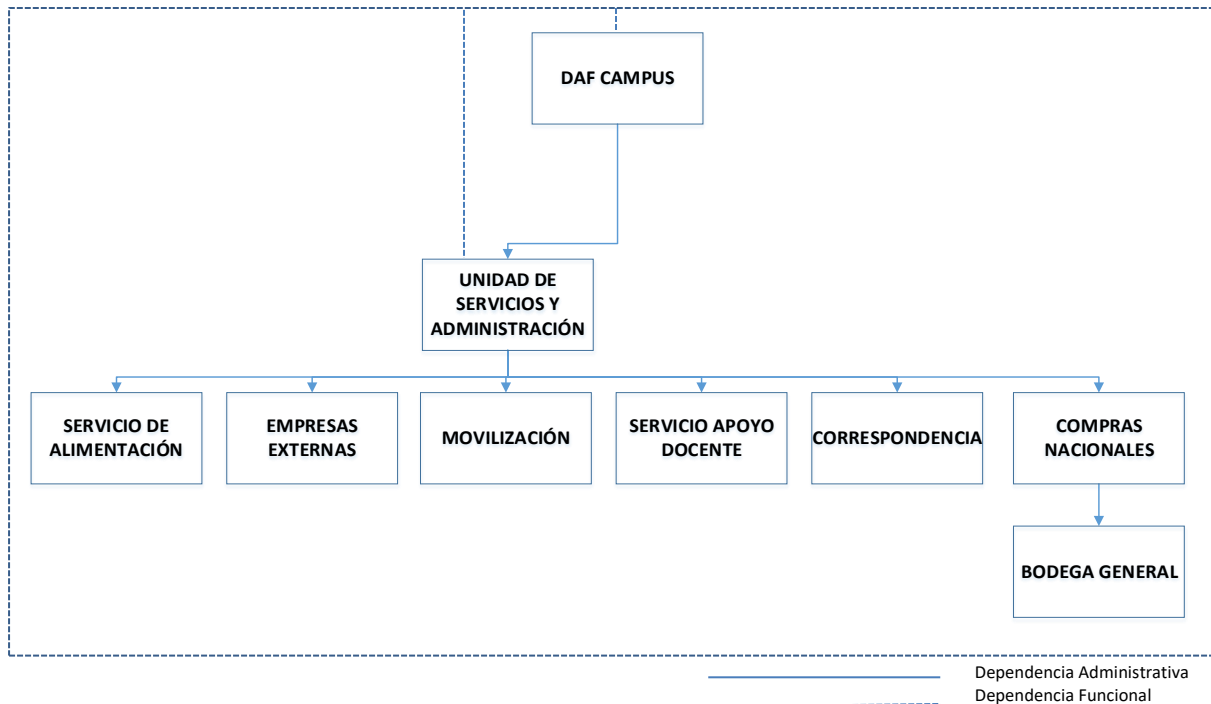 DAF CAMPUS
UNIDAD DE
SERVICIOS Y
ADMINISTRACIÓN
SERVICIO DE
ALIMENTACIÓN
EMPRESAS
EXTERNAS
MOVILIZACIÓN
SERVICIO APOYO
DOCENTE
CORRESPONDENCIA
COMPRAS
NACIONALES
BODEGA GENERAL
Dependencia Administrativa
Dependencia Funcional